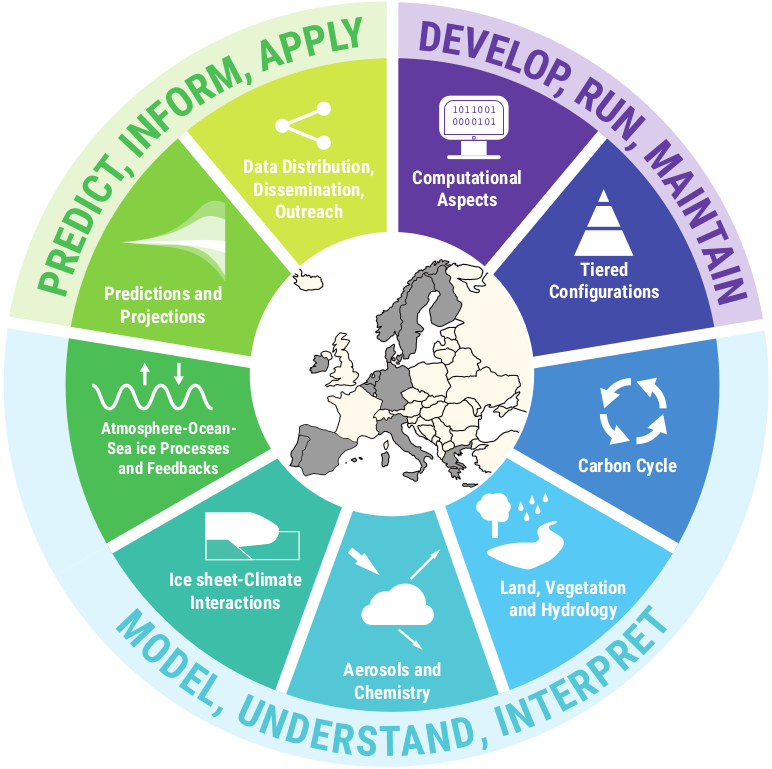 PREDICT, INFORM, APPLY
DEVELOP, RUN, MAINTAIN
1011001
0000101
Computational
Aspects
Tiered
Configurations
Carbon Cycle
Land, Vegetation
and Hydrology
Aerosols and
Chemistry
Ice sheet-Climate
Interactions
Atmosphere-Ocean-
Sea ice Processes
and Feedbacks
Predictions and
Projections
Data Distribution,
Dissemination,
Outreach
MODEL, UNDERSTAND, INTERPRET